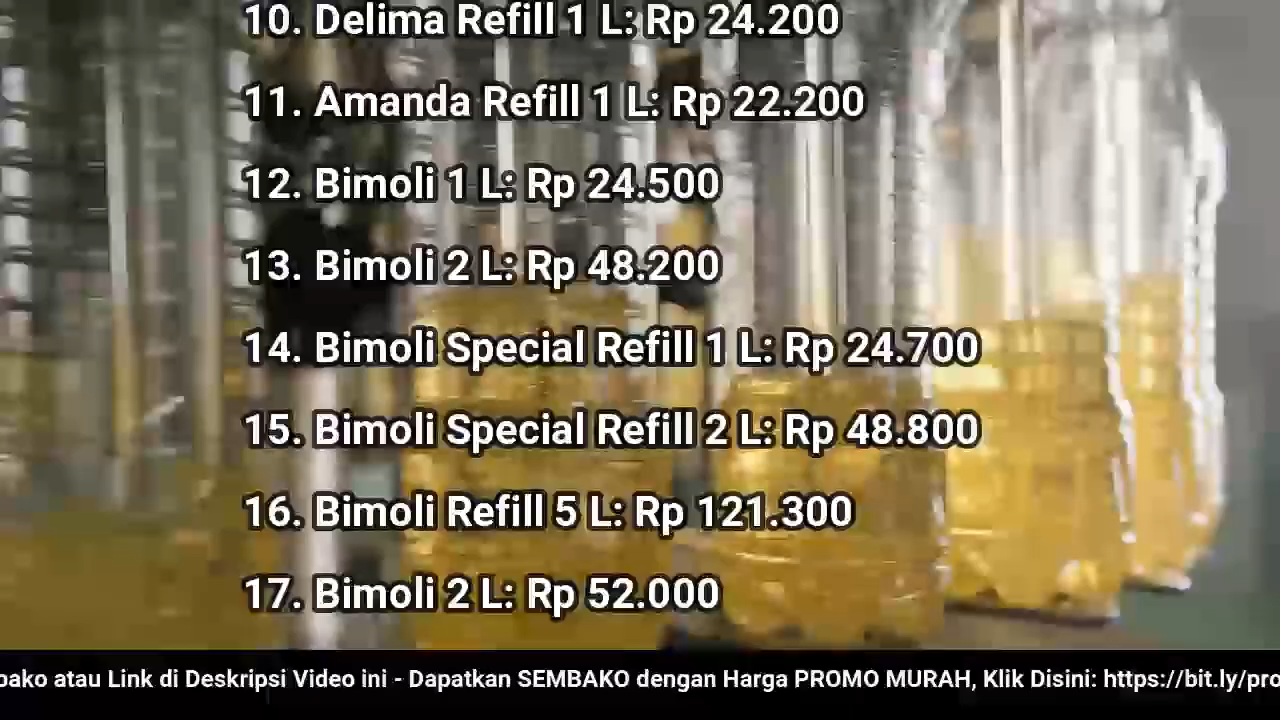 10. Delima Refill 1 L: Rp 24.200
11. Amanda Refill 1 L: Rp 22.200
12. Bimoli 1 L: Rp 24.500
13. Bimoli 2 L: Rp 48.200
14. Bimoli Special Refill 1 L: Rp 24.700
15. Bimoli Special Refill 2 L: Rp 48.800
16. Bimoli Refill 5 L: Rp 121.300
17. Bimoli 2 L: Rp 52.000
bako atau Link di Deskripsi Video ini - Dapatkan SEMBAKO dengan Harga PROMO MURAH, Klik Disini: https://bit.ly/pro